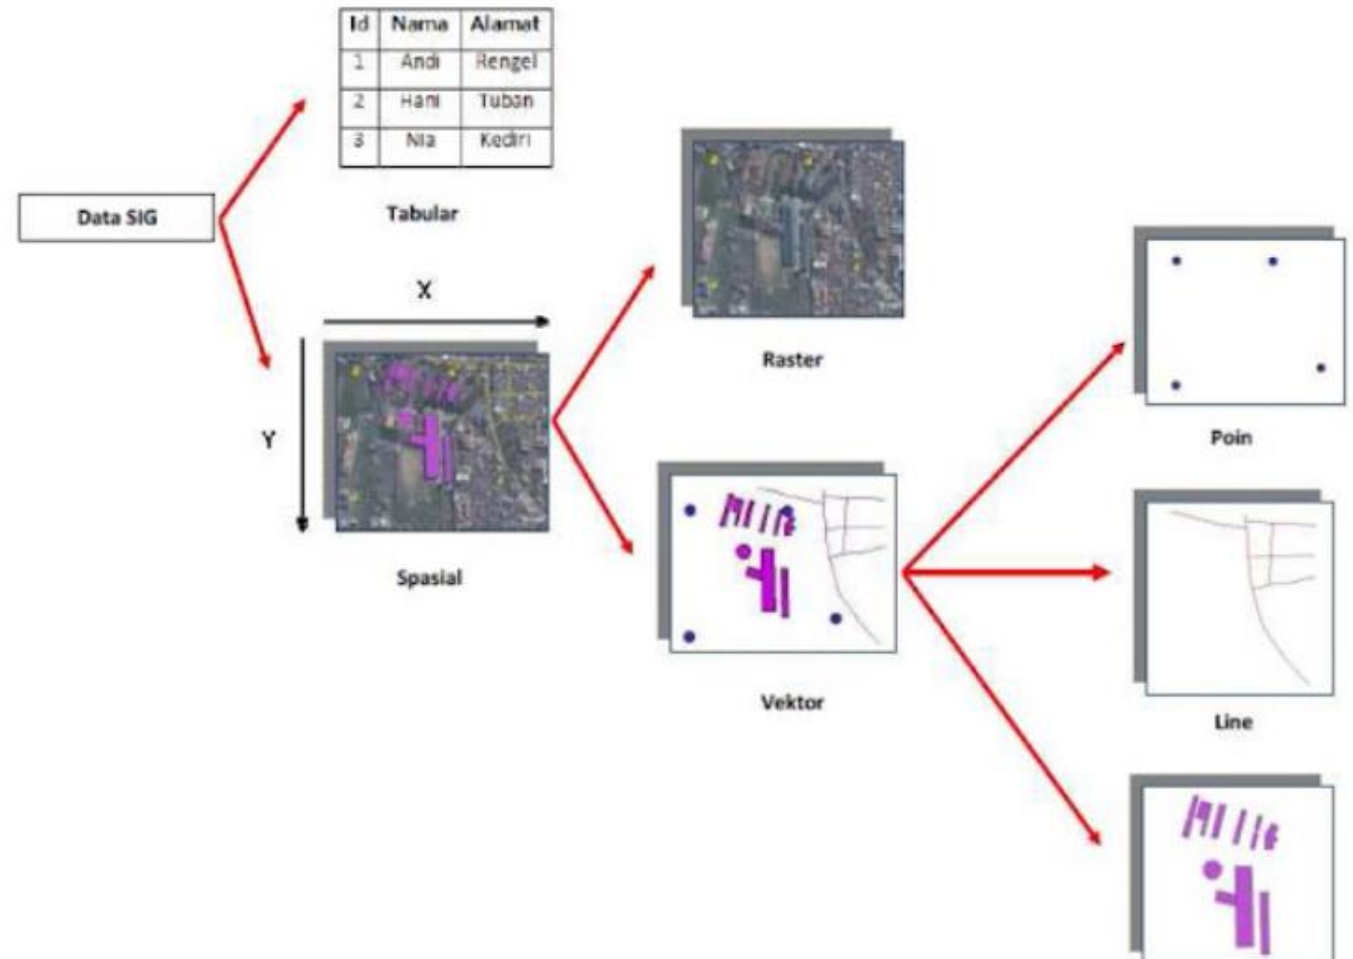 Id Nama Alamat
1 Andi Rengel
2 Hani Tuban
3 Nia Kediri
Tabular
Data SIG
X
Y
Spasial
Raster
Vektor
Poin
Line